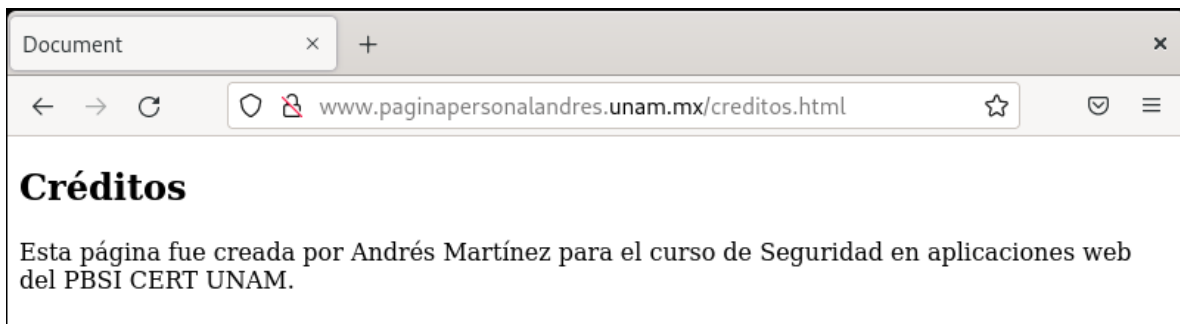 Document
www.paginapersonalandres.unam.mx/creditos.html
Créditos
Esta página fue creada por Andrés Martínez para el curso de Seguridad en aplicaciones web
del PBSI CERT UNAM.